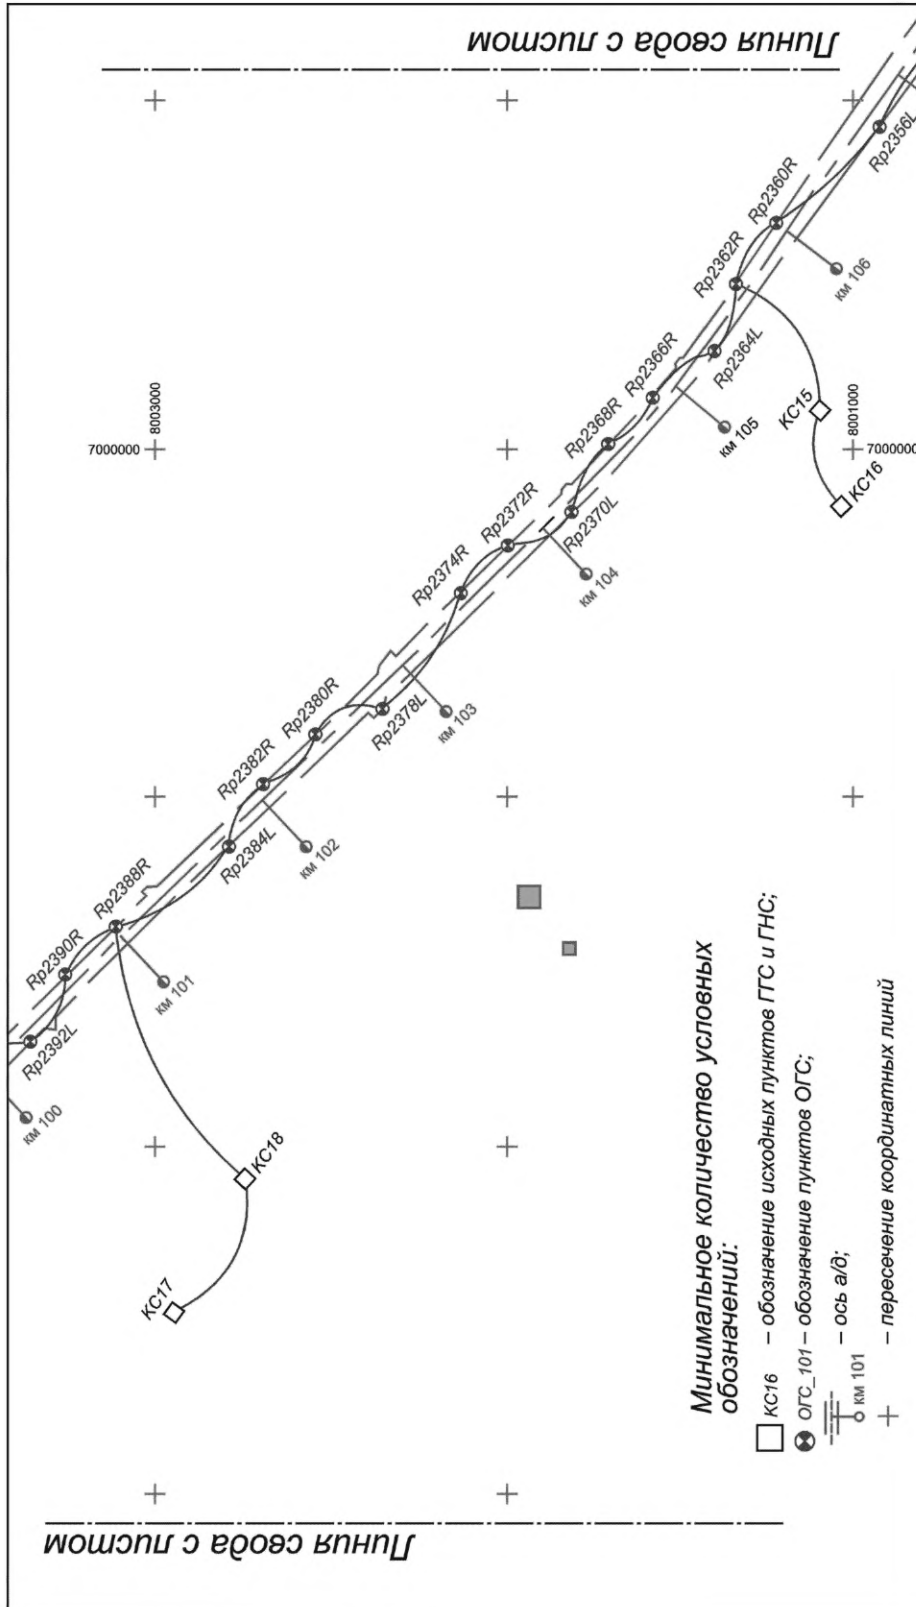 Линия свода с листом
Линия свода с листом
7000000
8003000
8001000
7000000
Rp2392L
Rp2390R
Rp2388R
Rp2384L
Rp2382R
Rp2380R
Rp2378L
Rp2374R
Rp2372R
Rp2370L
Rp2368R
Rp2366R
Rp2364L
Rp2362R
Rp2360R
Rp2356L
км 100
км 101
км 102
км 103
км 104
км 105
км 106
КС17
КС18
КС15
КС16
Минимальное количество условных
обозначений:
КС16 – обозначение исходных пунктов ГГС и ГНС;
ОГС_101 – обозначение пунктов ОГС;
– ось а/д;
км 101
– пересечение координатных линий